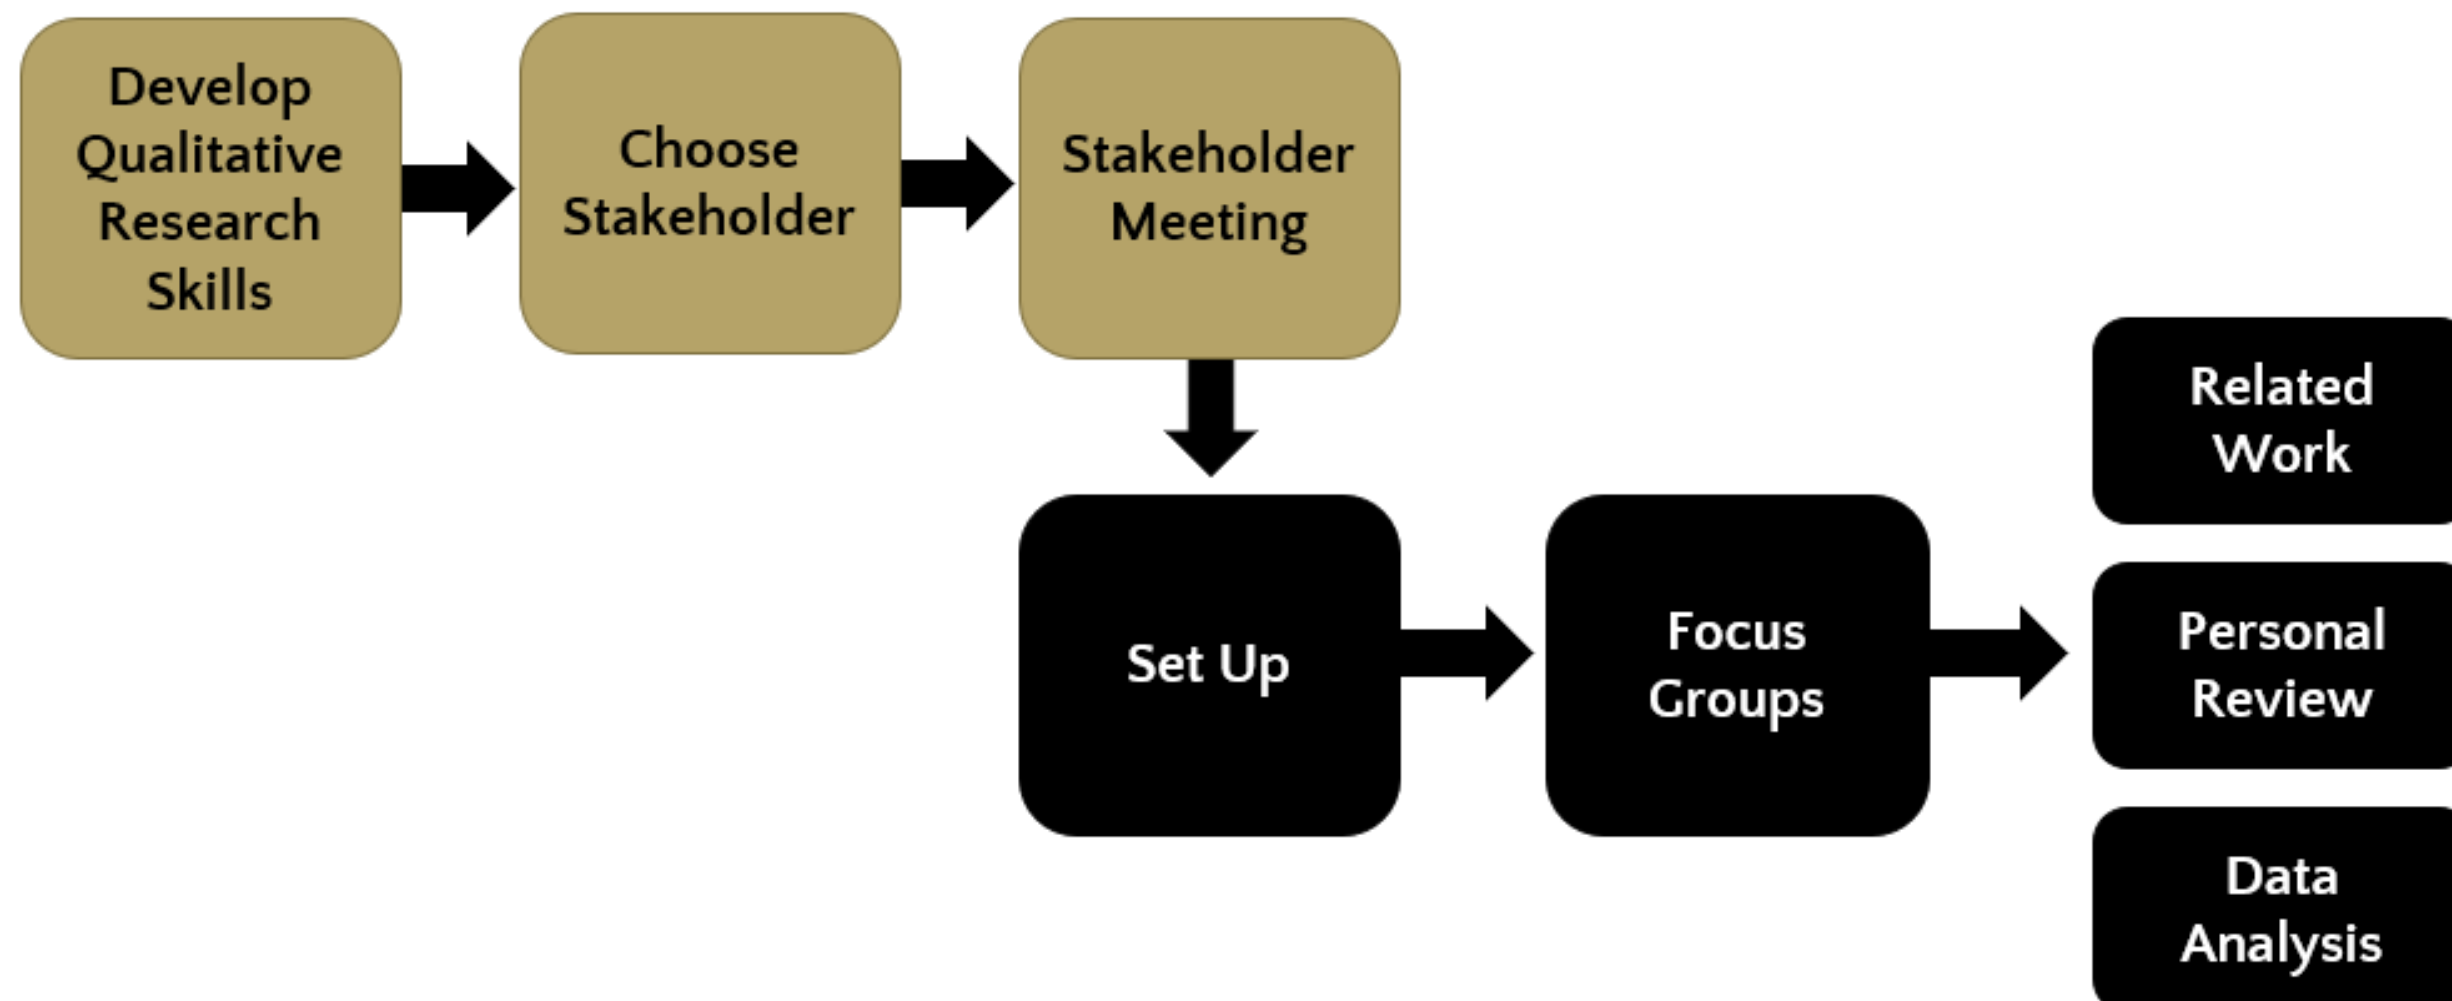 Develop
Qualitative
Research
Skills
Choose
Stakeholder
Stakeholder
Meeting
Set Up
Focus
Groups
Related
Work
Personal
Review
Data
Analysis